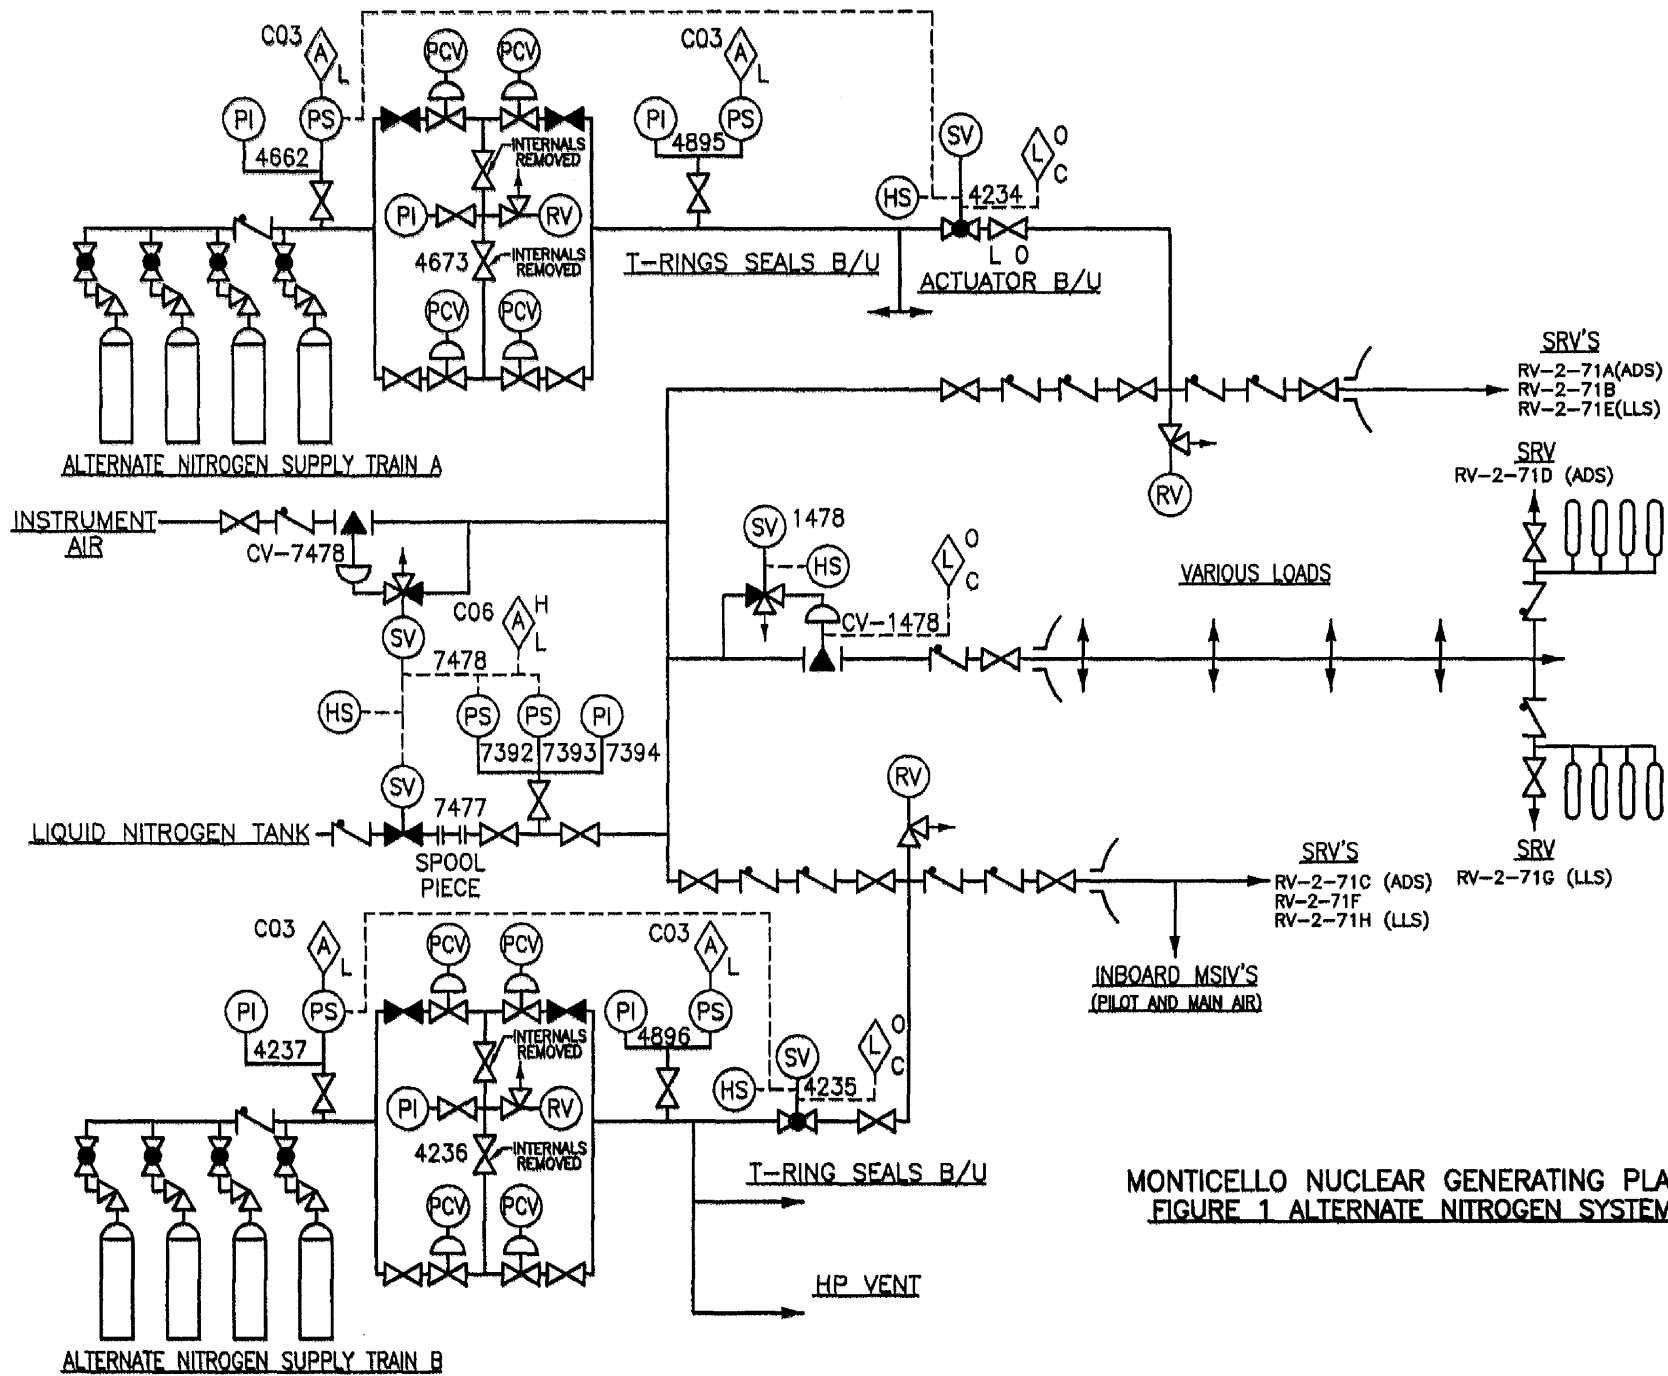 C03
A
L
PCV
PCV
C03
A
L
PI
PS
4662
INTERNALS
REMOVED
PI
PS
4895
SV
L
O
C
HS
4234
PI
RV
4673
INTERNALS
REMOVED
T-RINGS SEALS B/U
L O
ACTUATOR B/U
PCV
PCV
SRV'S
RV-2-71A(ADS)
RV-2-71B
RV-2-71E(LLS)
ALTERNATE NITROGEN SUPPLY TRAIN A
SRV
RV-2-71D (ADS)
RV
INSTRUMENT
AIR
CV-7478
SV
1478
HS
L
O
C
VARIOUS LOADS
C06
A
H
L
SV
7478
CV-1478
HS
PS
PS
PI
7392
7393
7394
SV
7477
RV
LIQUID NITROGEN TANK
SPOOL
PIECE
SRV'S
RV-2-71C (ADS)
RV-2-71F
RV-2-71H (LLS)
SRV
RV-2-71G (LLS)
C03
A
L
PCV
PCV
C03
A
L
INBOARD MSIV'S
(PILOT AND MAIN AIR)
PI
PS
4237
INTERNALS
REMOVED
PI
PS
4896
SV
L
O
C
HS
4235
PI
RV
4236
INTERNALS
REMOVED
T-RING SEALS B/U
PCV
PCV
MONTICELLO NUCLEAR GENERATING PLA
FIGURE 1 ALTERNATE NITROGEN SYSTEM
HP VENT
ALTERNATE NITROGEN SUPPLY TRAIN B